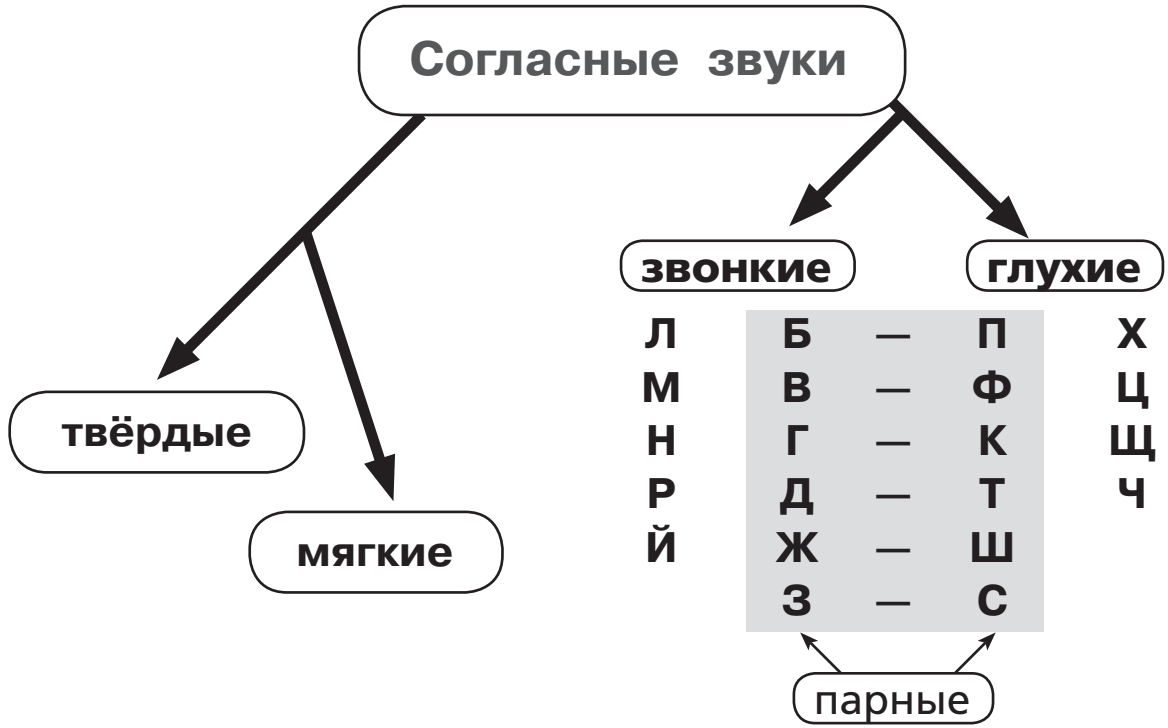 Согласные звуки
звонкие глухие
Л Б — П Х
М В — Ф Ц
Н Г — К Щ
Р Д — Т Ч
Й Ж — Ш
З — С
твёрдые
мягкие
парные